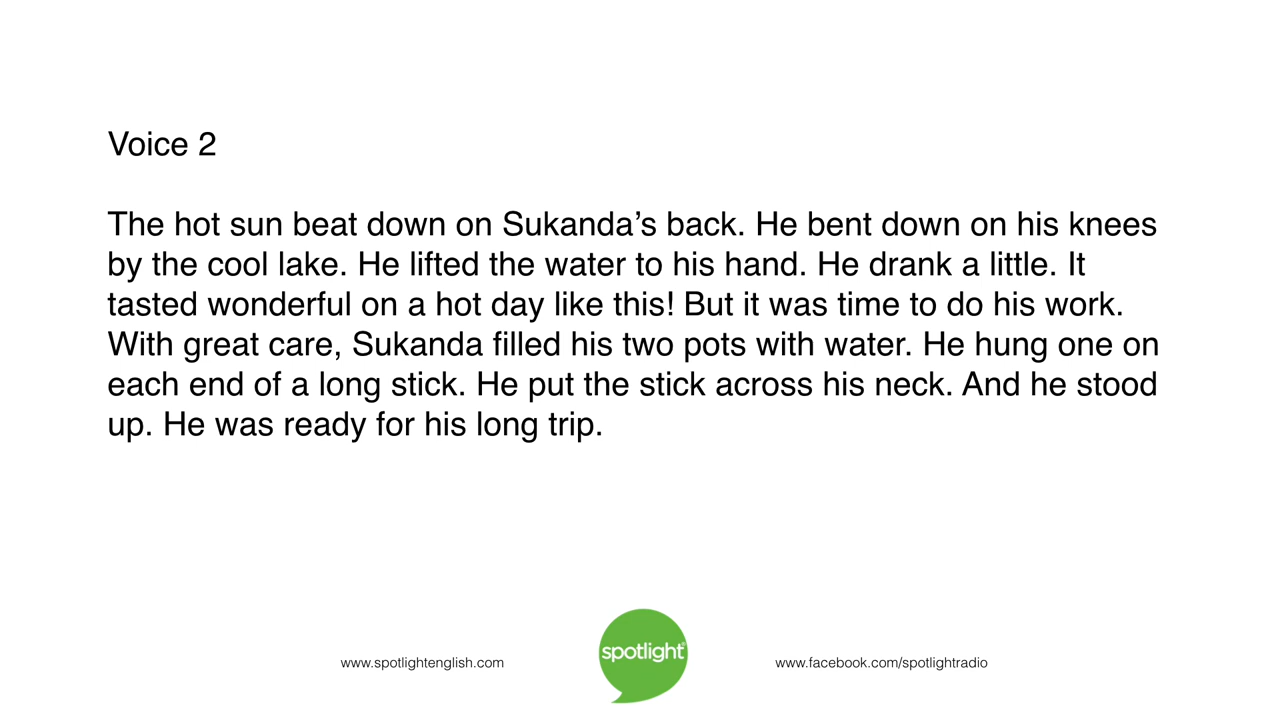 Voice 2
The hot sun beat down on Sukanda’s back. He bent down on his knees
by the cool lake. He lifted the water to his hand. He drank a little. It
tasted wonderful on a hot day like this! But it was time to do his work.
With great care, Sukanda filled his two pots with water. He hung one on
each end of a long stick. He put the stick across his neck. And he stood
up. He was ready for his long trip.
www.spotlightenglish.com
spotlight®
www.facebook.com/spotlightradio